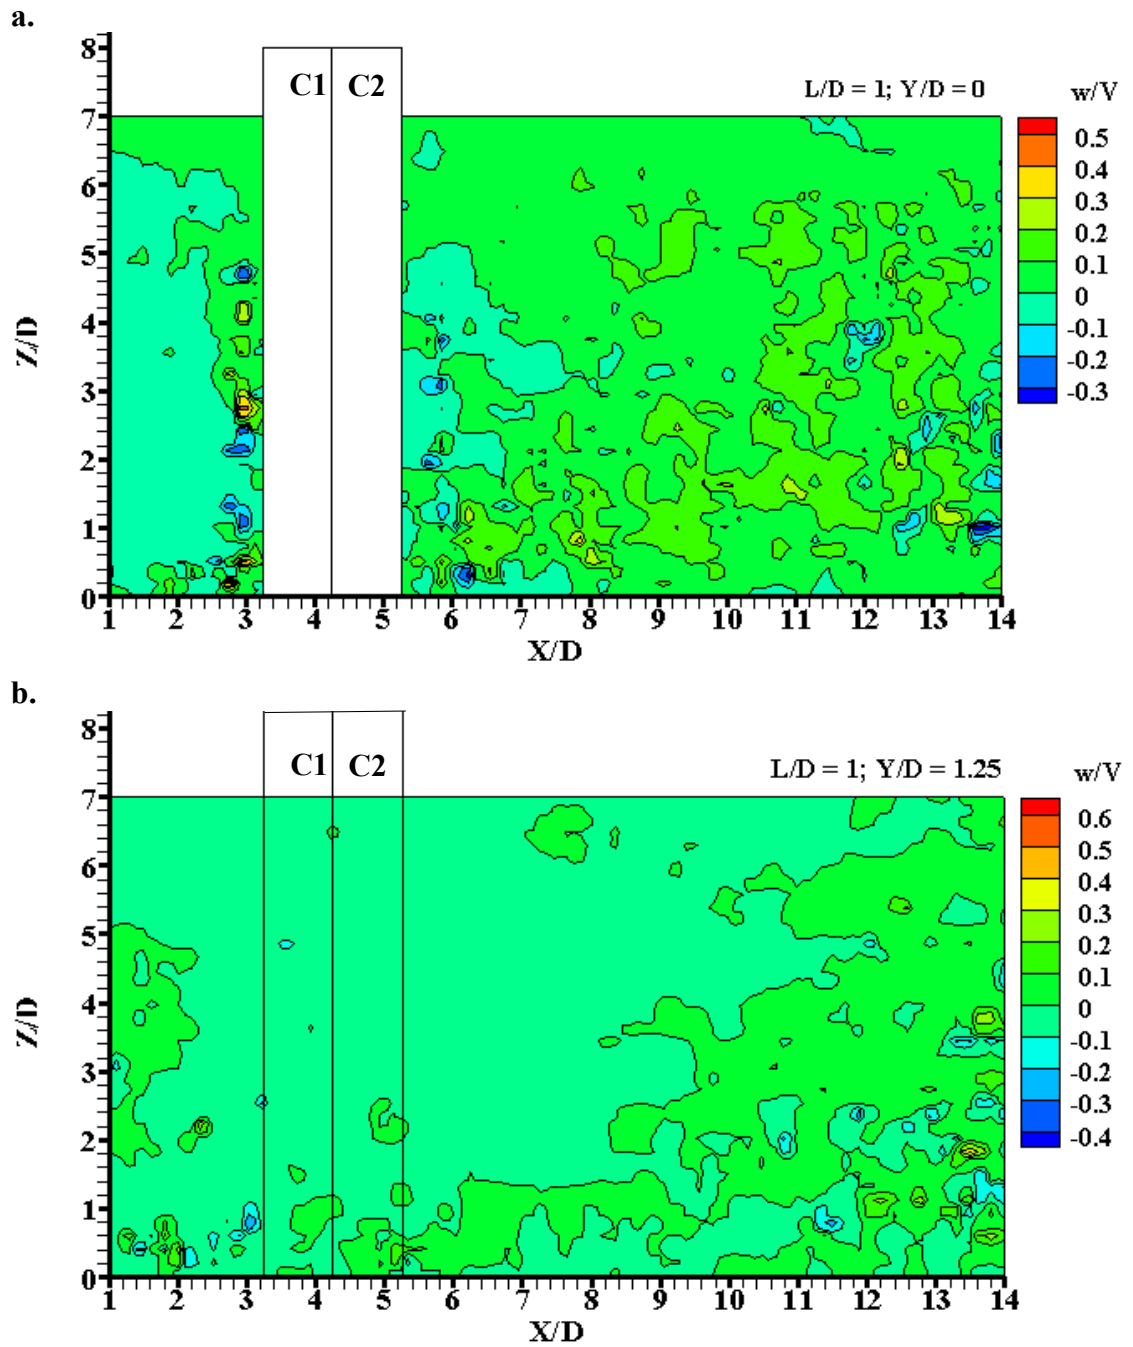 a.
8
C1 C2
L/D = 1; Y/D = 0
w/V
7
6
5
4
3
2
1
0
Z/D
0.5
0.4
0.3
0.2
0.1
0
-0.1
-0.2
-0.3
1 2 3 4 5 6 7 8 9 10 11 12 13 14
X/D
b.
8
C1 C2
L/D = 1; Y/D = 1.25
w/V
7
6
5
4
3
2
1
0
Z/D
0.6
0.5
0.4
0.3
0.2
0.1
0
-0.1
-0.2
-0.3
-0.4
1 2 3 4 5 6 7 8 9 10 11 12 13 14
X/D